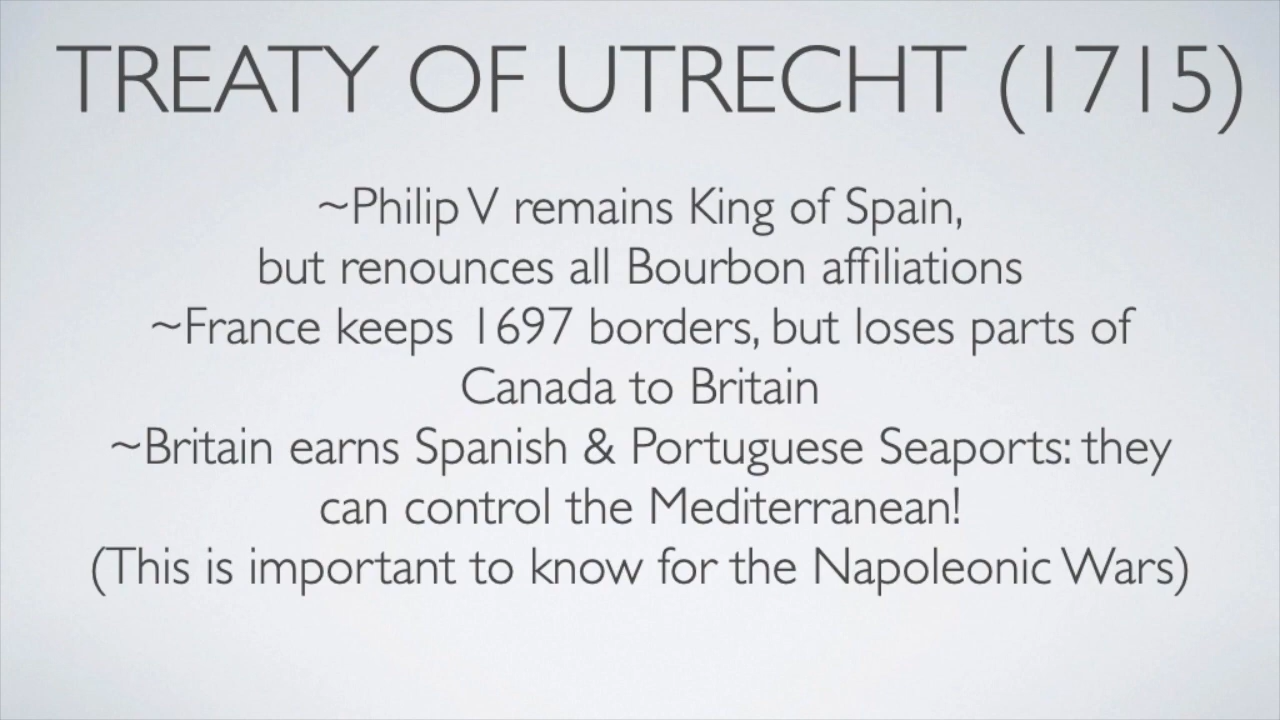 TREATY OF UTRECHT (1715)
~Philip V remains King of Spain,
but renounces all Bourbon affiliations
~France keeps 1697 borders, but loses parts of
Canada to Britain
~Britain earns Spanish & Portuguese Seaports: they
can control the Mediterranean!
(This is important to know for the Napoleonic Wars)